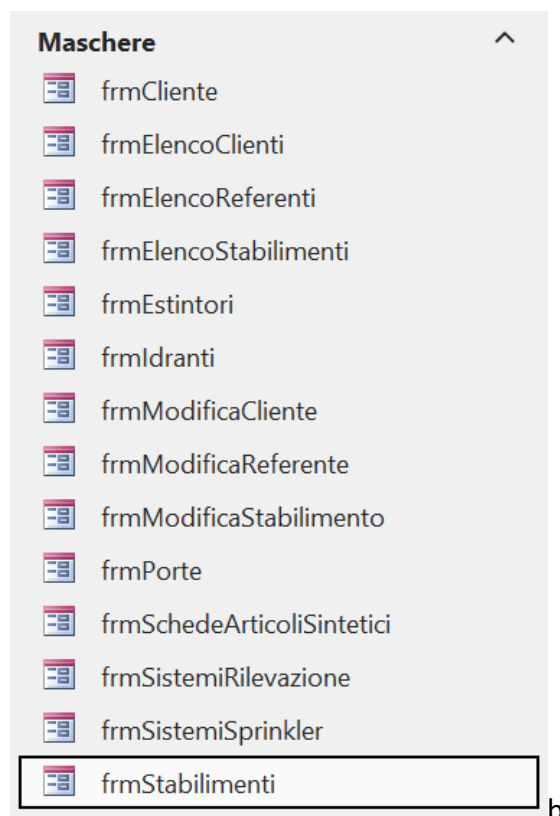 Maschere
frmCliente
frmElencoClienti
frmElencoReferenti
frmElencoStabilimenti
frmEstintori
frmIdranti
frmModificaCliente
frmModificaReferente
frmModificaStabilimento
frmPorte
frmSchedeArticoliSintetici
frmSistemiRilevazione
frmSistemiSprinkler
frmStabilimenti